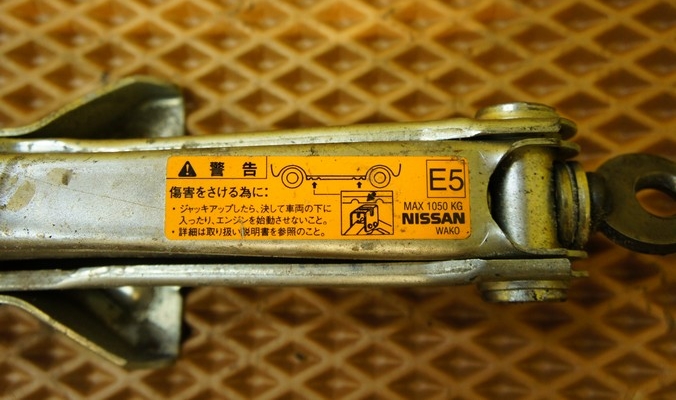 警告
傷害をさける為に:
・ジャッキアップしたら、決して車両の下に
入ったり、エンジンを始動させないこと。
・詳細は取り扱い説明書を参照のこと。
E5
MAX 1050 KG
NISSAN
WAKO